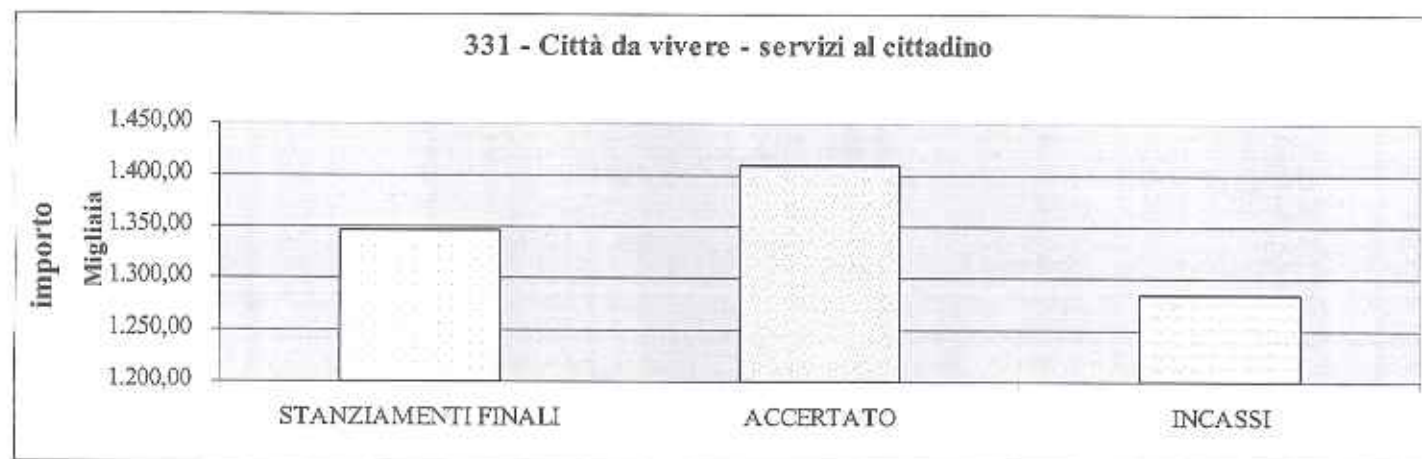 331 - Città da vivere - servizi al cittadino
importo
Migliaia
1.450,00
1.400,00
1.350,00
1.300,00
1.250,00
1.200,00
STANZIAMENTI FINALI
ACCERTATO
INCASSI